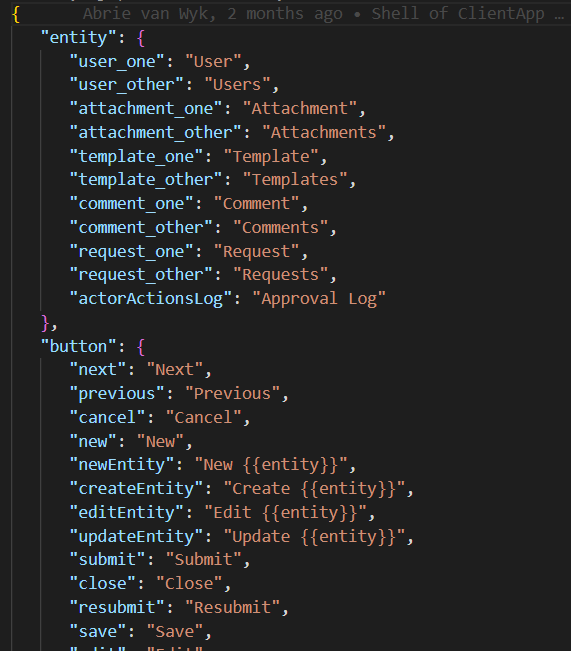 { Abrie van Wyk, 2 months ago • Shell of ClientApp …
"entity": {
"user_one": "User",
"user_other": "Users",
"attachment_one": "Attachment",
"attachment_other": "Attachments",
"template_one": "Template",
"template_other": "Templates",
"comment_one": "Comment",
"comment_other": "Comments",
"request_one": "Request",
"request_other": "Requests",
"actorActionsLog": "Approval Log"
},
"button": {
"next": "Next",
"previous": "Previous",
"cancel": "Cancel",
"new": "New",
"newEntity": "New {{entity}}",
"createEntity": "Create {{entity}}",
"editEntity": "Edit {{entity}}",
"updateEntity": "Update {{entity}}",
"submit": "Submit",
"close": "Close",
"resubmit": "Resubmit",
"save": "Save",